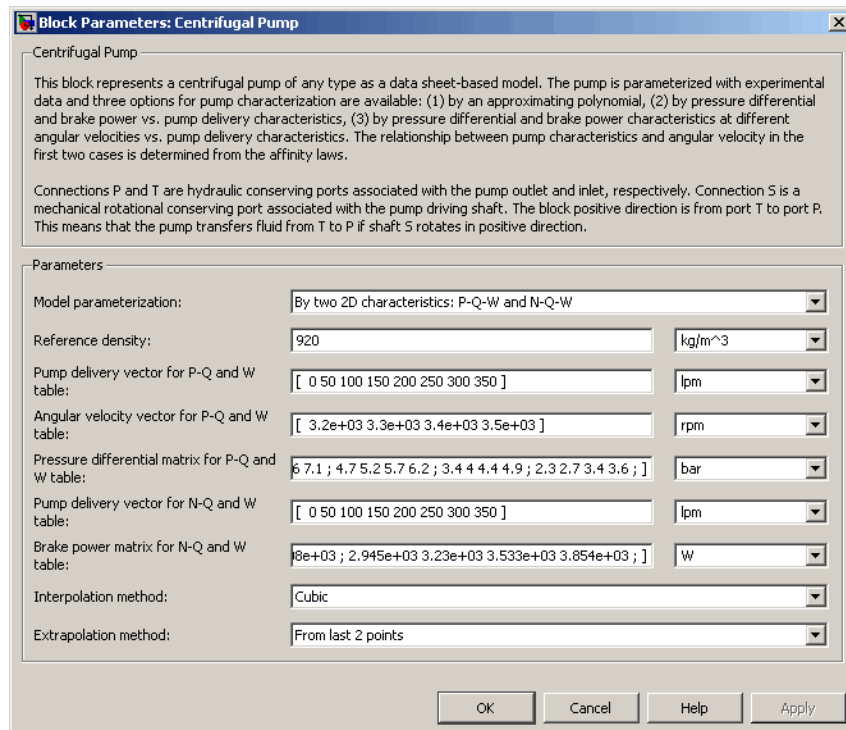 Block Parameters: Centrifugal Pump
Centrifugal Pump
This block represents a centrifugal pump of any type as a data sheet-based model. The pump is parameterized with experimental
data and three options for pump characterization are available: (1) by an approximating polynomial, (2) by pressure differential
and brake power vs. pump delivery characteristics, (3) by pressure differential and brake power characteristics at different
angular velocities vs. pump delivery characteristics. The relationship between pump characteristics and angular velocity in the
first two cases is determined from the affinity laws.
Connections P and T are hydraulic conserving ports associated with the pump outlet and inlet, respectively. Connection S is a
mechanical rotational conserving port associated with the pump driving shaft. The block positive direction is from port T to port P.
This means that the pump transfers fluid from T to P if shaft S rotates in positive direction.
Parameters
Model parameterization: By two 2D characteristics: P-Q-W and N-Q-W
Reference density: 920 kg/m^3
Pump delivery vector for P-Q and W
table: [ 0 50 100 150 200 250 300 350 ] lpm
Angular velocity vector for P-Q and W
table: [ 3.2e+03 3.3e+03 3.4e+03 3.5e+03 ] rpm
Pressure differential matrix for P-Q and
W table: 6 7.1 ; 4.7 5.2 5.7 6.2 ; 3.4 4 4.4 4.9 ; 2.3 2.7 3.4 3.6 ; ] bar
Pump delivery vector for N-Q and W
table: [ 0 50 100 150 200 250 300 350 ] lpm
Brake power matrix for N-Q and W
table: 8e+03 ; 2.945e+03 3.23e+03 3.533e+03 3.854e+03 ; ] W
Interpolation method: Cubic
Extrapolation method: From last 2 points
OK Cancel Help Apply